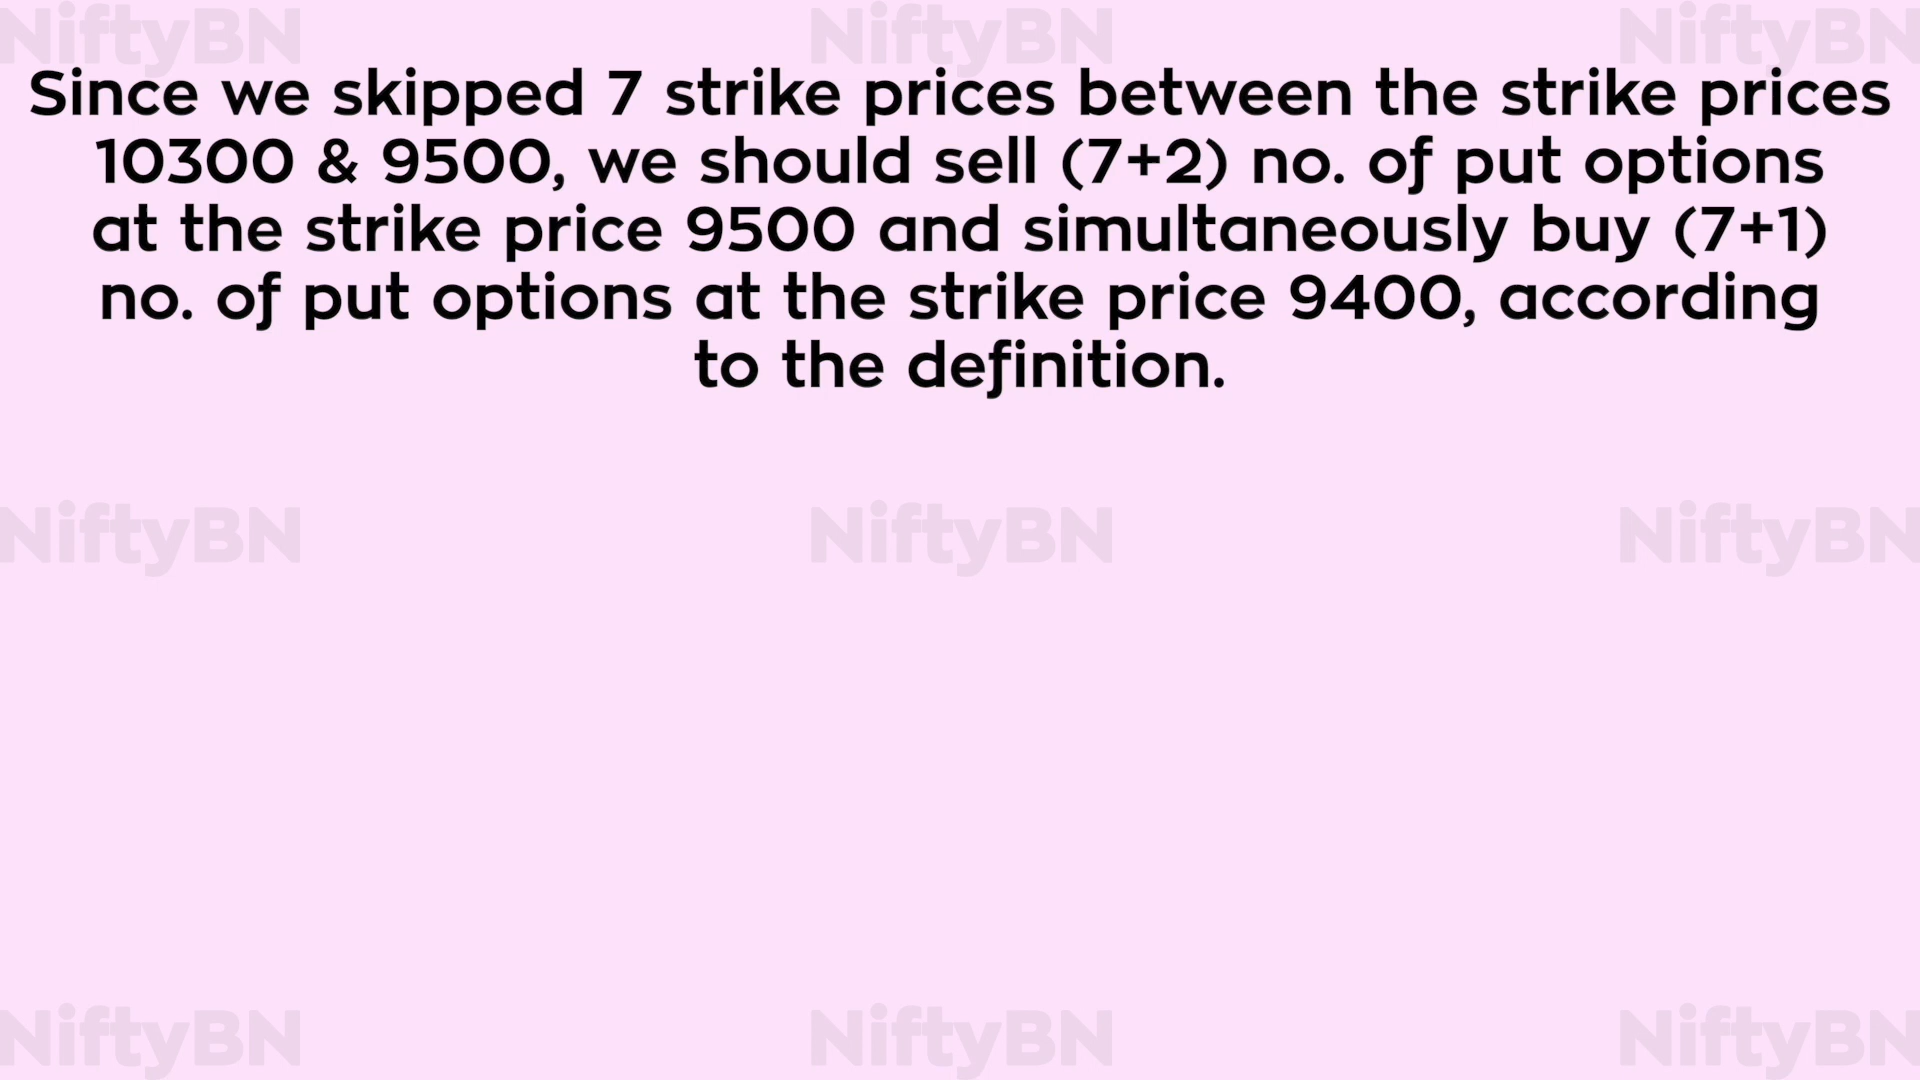 NiftyBN NiftyBN NiftyBN
Since we skipped 7 strike prices between the strike prices
10300 & 9500, we should sell (7+2) no. of put options
at the strike price 9500 and simultaneously buy (7+1)
no. of put options at the strike price 9400, according
to the definition.
NiftyBN NiftyBN NiftyBN
NiftyBN NiftyBN NiftyBN